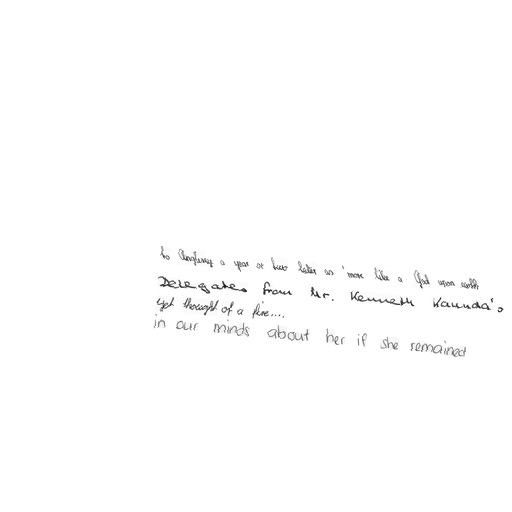 to Anglesey a year or two later as 'more like a God upon earth
Delegates from Mr. Kenneth Kaunda's
yet thought of a fire....
in our minds about her if she remained